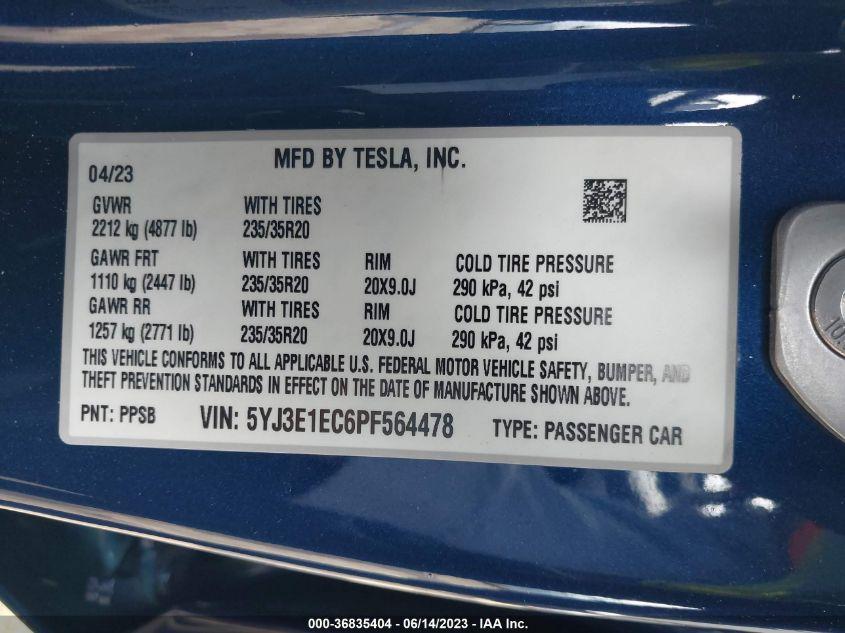 MFD BY TESLA, INC.
04/23
GVWR WITH TIRES
2212 kg (4877 lb) 235/35R20
GAWR FRT WITH TIRES RIM COLD TIRE PRESSURE
1110 kg (2447 lb) 235/35R20 20X9.0J 290 kPa, 42 psi
GAWR RR WITH TIRES RIM COLD TIRE PRESSURE
1257 kg (2771 lb) 235/35R20 20X9.0J 290 kPa, 42 psi
THIS VEHICLE CONFORMS TO ALL APPLICABLE U.S. FEDERAL MOTOR VEHICLE SAFETY, BUMPER, AND
THEFT PREVENTION STANDARDS IN EFFECT ON THE DATE OF MANUFACTURE SHOWN ABOVE.
PNT: PPSB VIN: 5YJ3E1EC6PF564478 TYPE: PASSENGER CAR
000-36835404 - 06/14/2023 - IAA Inc.